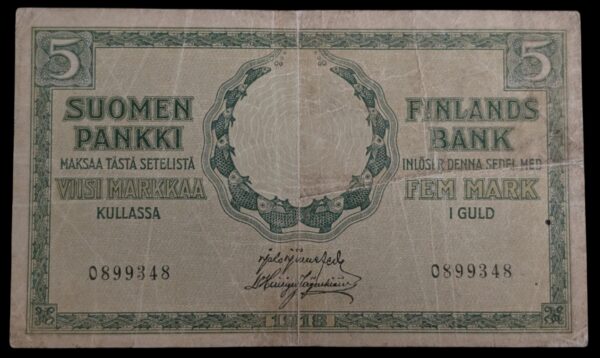 5 5
SUOMEN
PANKKI
MAKSAA TÄSTÄ SETELISTÄ
VIISI MARKKAA
KULLASSA
FINLANDS
BANK
INLÖSER DENNA SEDEL MED
FEM MARK
I GULD
0899348
0899348